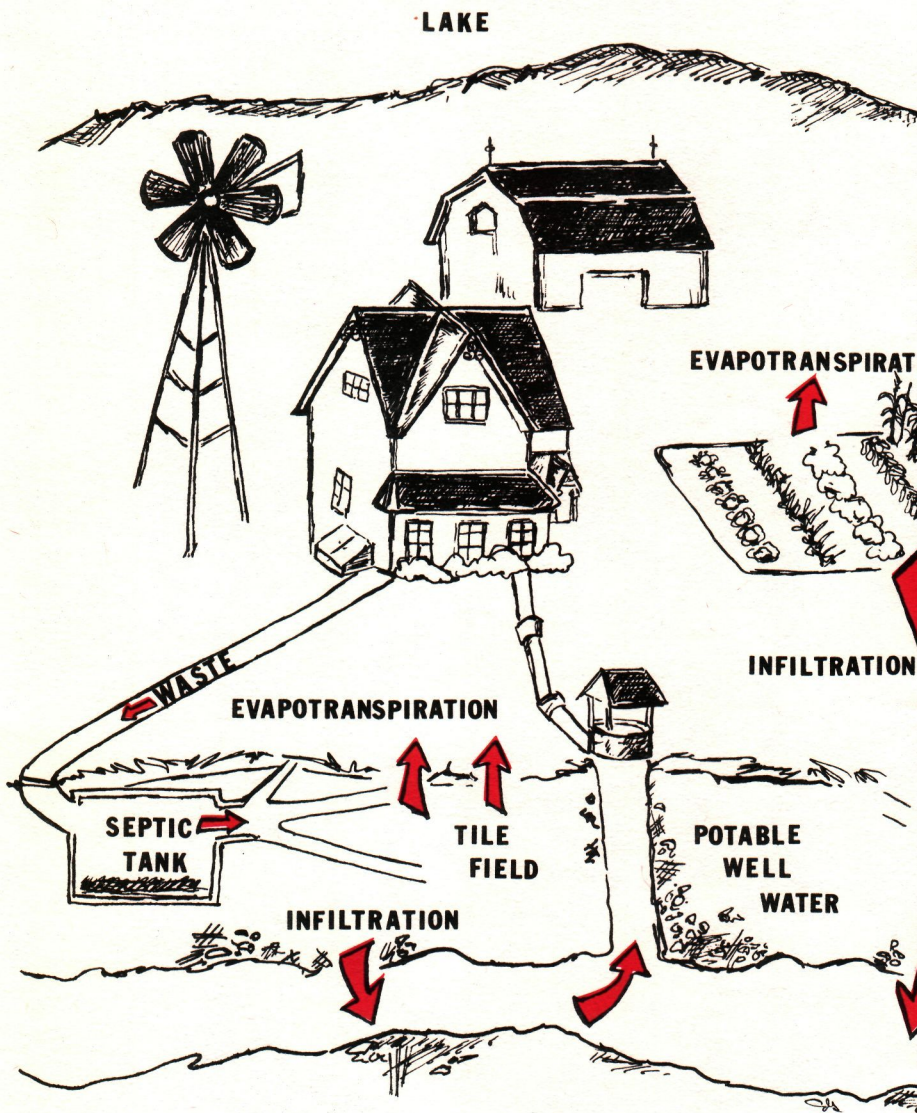 LAKE
EVAPOTRANSPIRAT
INFILTRATION
WASTE
EVAPOTRANSPIRATION
SEPTIC
TANK
TILE
FIELD
POTABLE
WELL
WATER
INFILTRATION